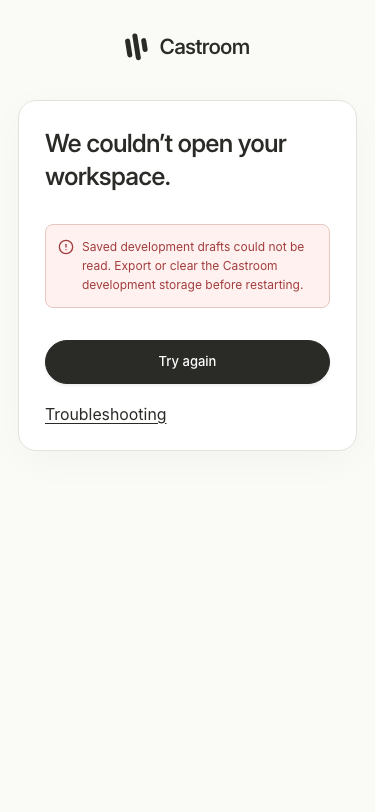 Castroom
We couldn’t open your
workspace.
Saved development drafts could not be
read. Export or clear the Castroom
development storage before restarting.
Try again
Troubleshooting